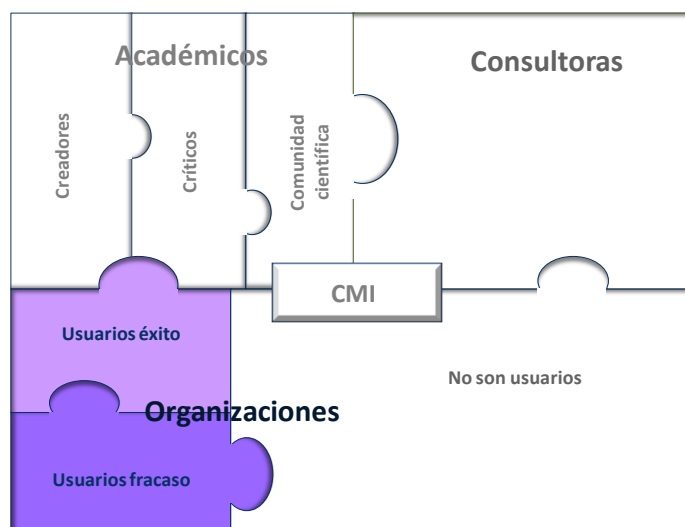 Académicos
Consultoras
Creadores
Críticos
Comunidad
científica
CMI
Usuarios éxito
No son usuarios
Organizaciones
Usuarios fracaso